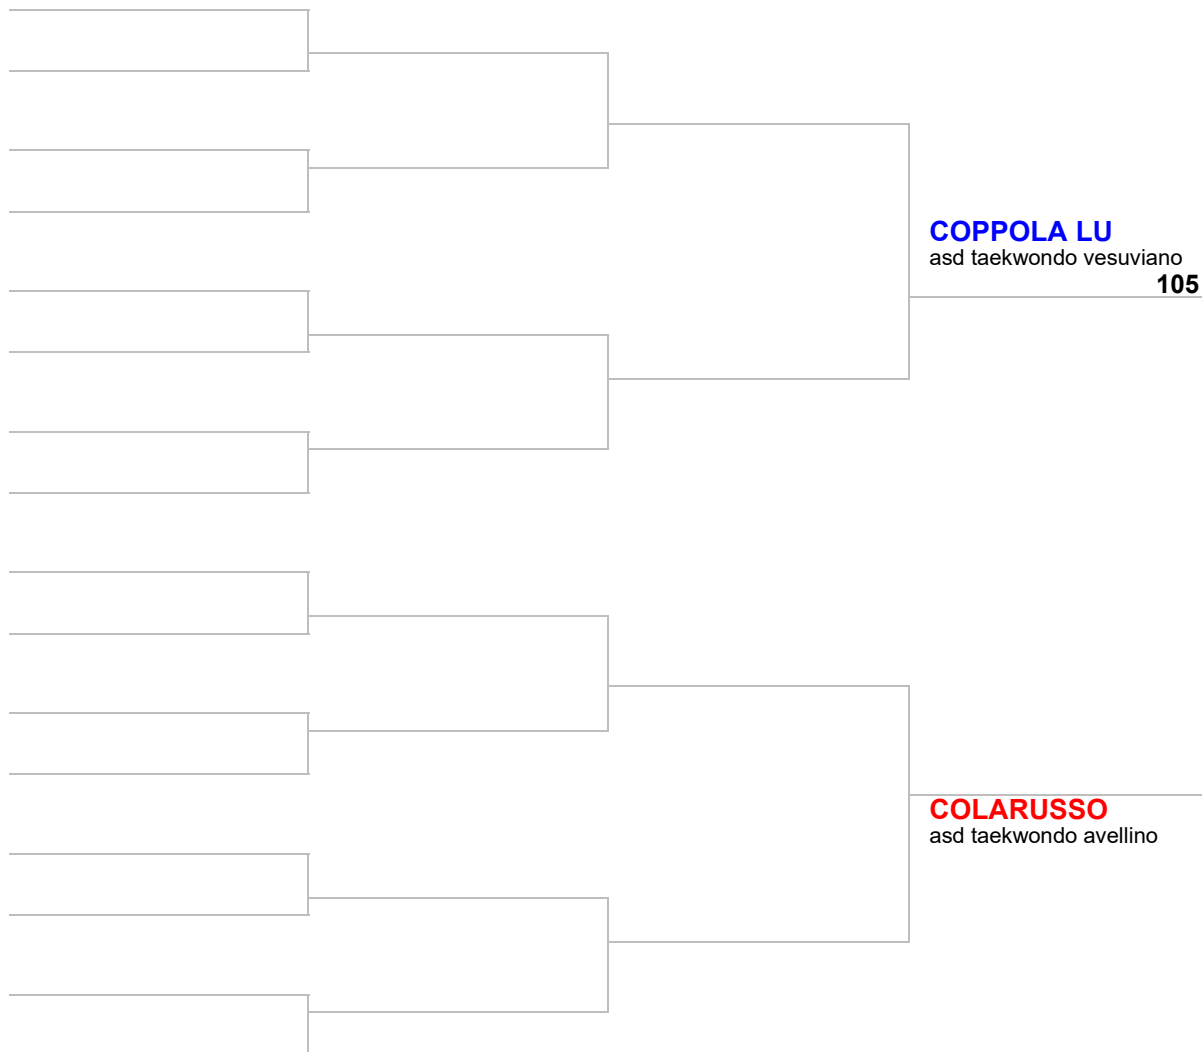 COPPOLA LU
asd taekwondo vesuviano
105
COLARUSSO
asd taekwondo avellino